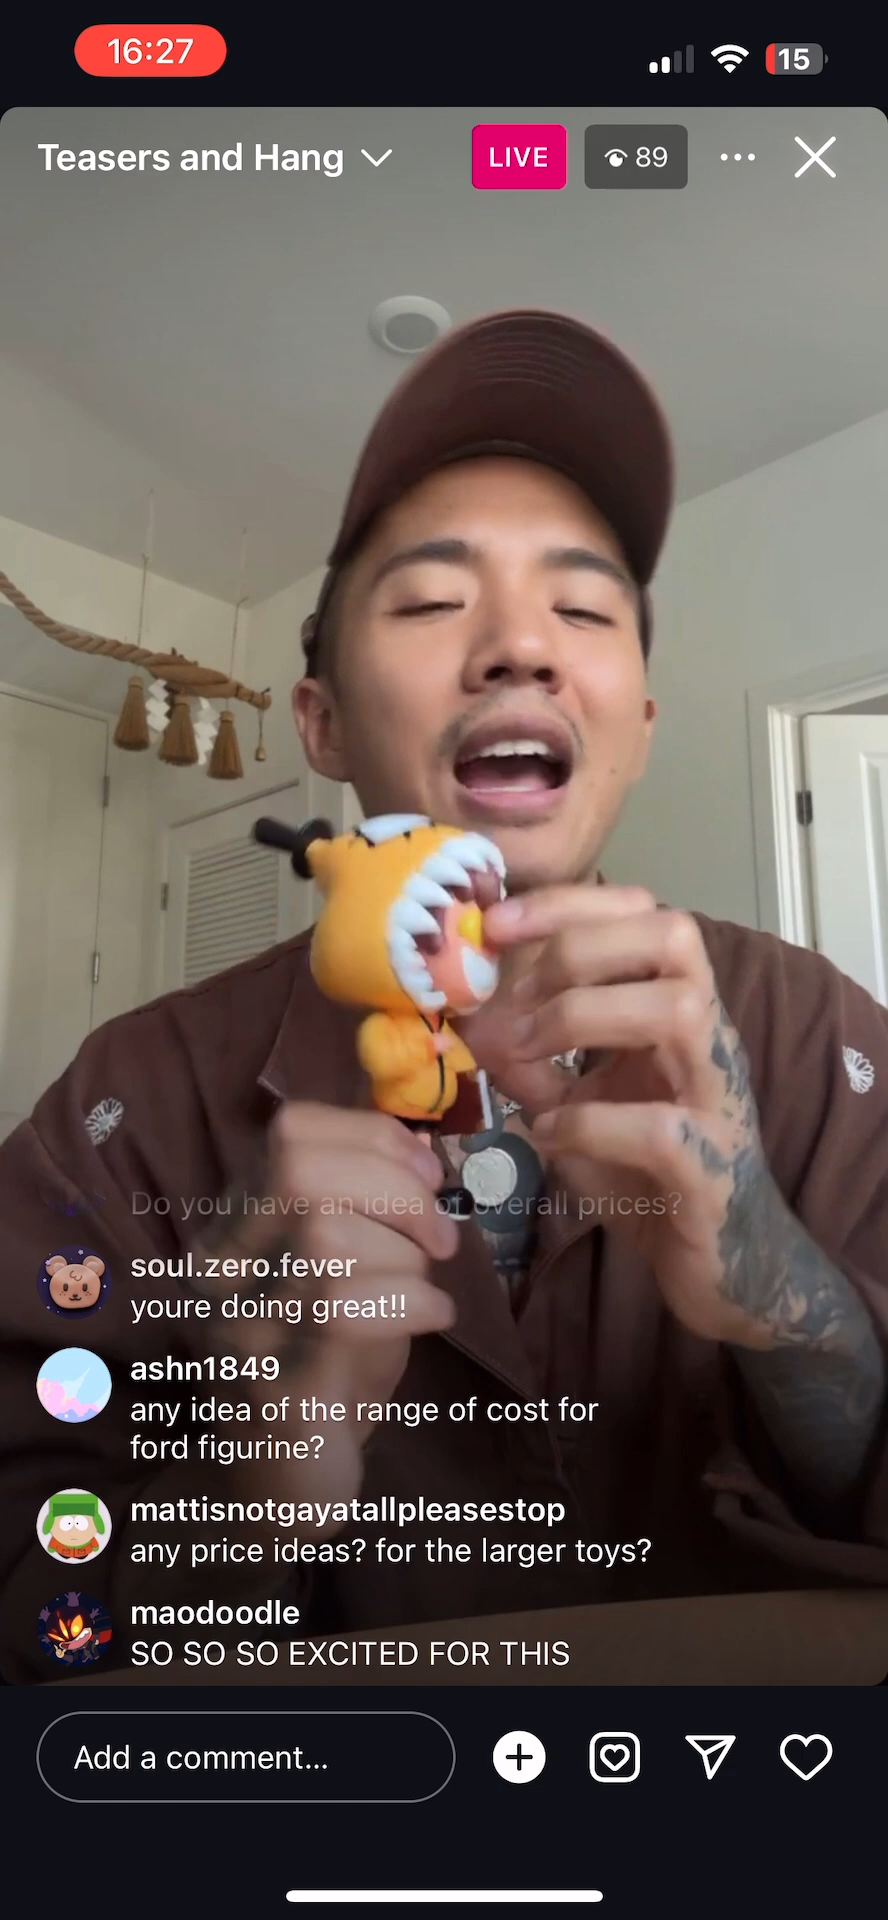 16:27
15
Teasers and Hang
LIVE
89
Do you have an idea of overall prices?
soul.zero.fever
youre doing great!!
ashn1849
any idea of the range of cost for
ford figurine?
mattisnotgayatallpleasestop
any price ideas? for the larger toys?
maodoodle
SO SO SO EXCITED FOR THIS
Add a comment...